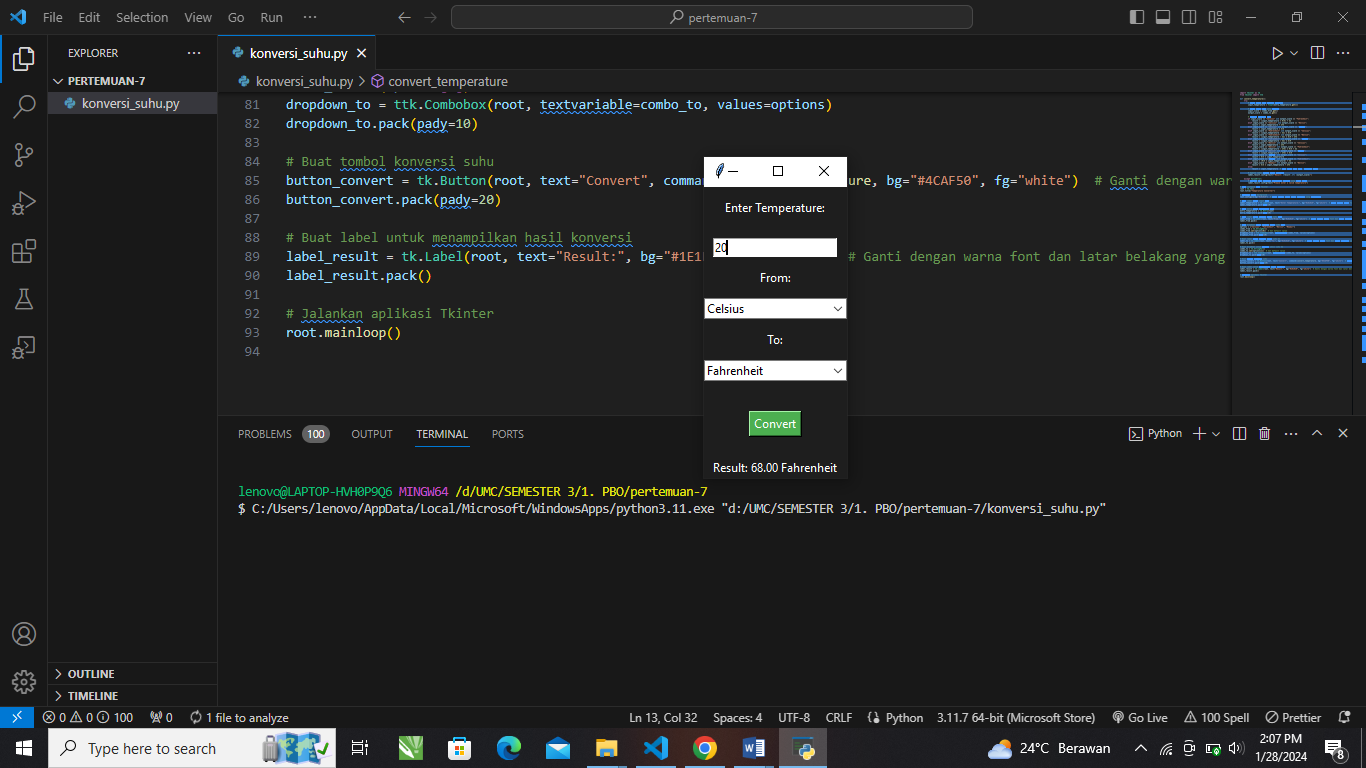 File Edit Selection View Go Run ··· pertemuan-7
EXPLORER ···
PERTEMUAN-7
konversi_suhu.py
OUTLINE
TIMELINE
konversi_suhu.py
konversi_suhu.py > convert_temperature
81 dropdown_to = ttk.Combobox(root, textvariable=combo_to, values=options)
82 dropdown_to.pack(pady=10)
83
84 # Buat tombol konversi suhu
85 button_convert = tk.Button(root, text="Convert", comma ure, bg="#4CAF50", fg="white") # Ganti dengan war
86 button_convert.pack(pady=20)
87
88 # Buat label untuk menampilkan hasil konversi
89 label_result = tk.Label(root, text="Result:", bg="#1E1 # Ganti dengan warna font dan latar belakang yang
90 label_result.pack()
91
92 # Jalankan aplikasi Tkinter
93 root.mainloop()
94
Enter Temperature:
20
From:
Celsius
To:
Fahrenheit
Convert
Result: 68.00 Fahrenheit
PROBLEMS 100 OUTPUT TERMINAL PORTS Python
lenovo@LAPTOP-HVH0P9Q6 MINGW64 /d/UMC/SEMESTER 3/1. PBO/pertemuan-7
$ C:/Users/lenovo/AppData/Local/Microsoft/WindowsApps/python3.11.exe "d:/UMC/SEMESTER 3/1. PBO/pertemuan-7/konversi_suhu.py"
0 0 100 0 1 file to analyze Ln 13, Col 32 Spaces: 4 UTF-8 CRLF Python 3.11.7 64-bit (Microsoft Store) Go Live 100 Spell Prettier
Type here to search
24°C Berawan
2:07 PM
1/28/2024
8